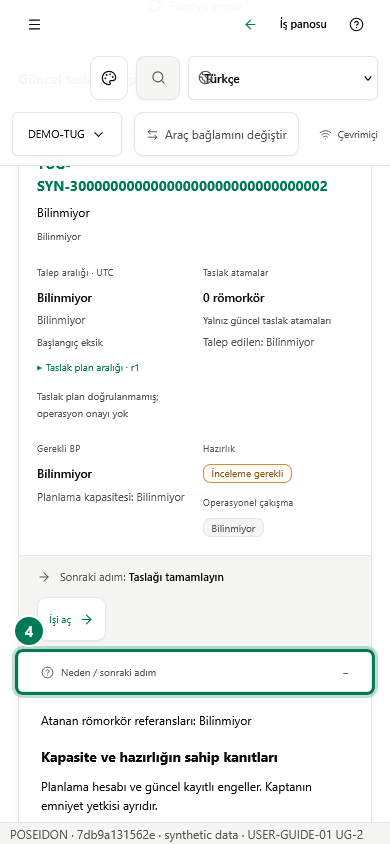 İş panosu
Türkçe
DEMO-TUG
Araç bağlamını değiştir
Çevrimiçi
TUG-
SYN-30000000000000000000000000000002
Bilinmiyor
Bilinmiyor
Talep aralığı · UTC
Bilinmiyor
Bilinmiyor
Başlangıç eksik
▸ Taslak plan aralığı · r1
Taslak plan doğrulanmamış;
operasyon onayı yok
Taslak atamalar
0 römorkör
Yalnız güncel taslak atamaları
Talep edilen: Bilinmiyor
Gerekli BP
Bilinmiyor
Planlama kapasitesi: Bilinmiyor
Hazırlık
İnceleme gerekli
Operasyonel çakışma
Bilinmiyor
Sonraki adım: Taslağı tamamlayın
İşi aç
4
Neden / sonraki adım –
Atanan römorkör referansları: Bilinmiyor
Kapasite ve hazırlığın sahip kanıtları
Planlama hesabı ve güncel kayıtlı engeller. Kaptanın
emniyet yetkisi ayrıdır.
POSEIDON · 7db9a131562e · synthetic data · USER-GUIDE-01 UG-2